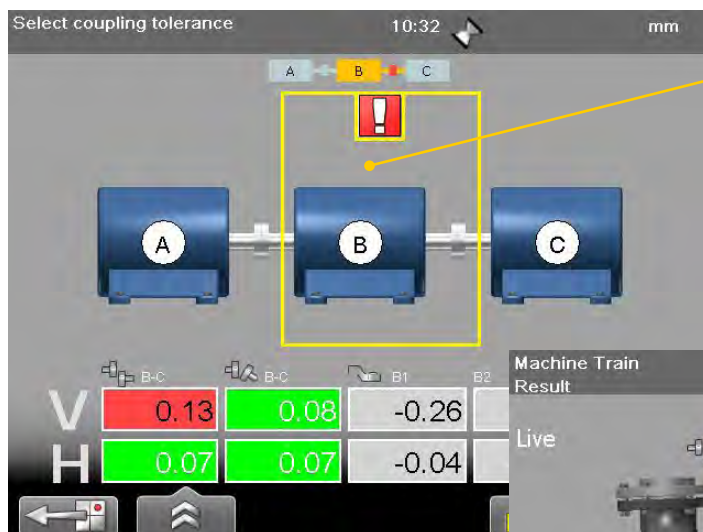 Select coupling tolerance 10:32 mm
A B C
!
A B C
B-C B-C B1 B2
V 0.13 0.08 -0.26
H 0.07 0.07 -0.04
Machine Train
Result
Live